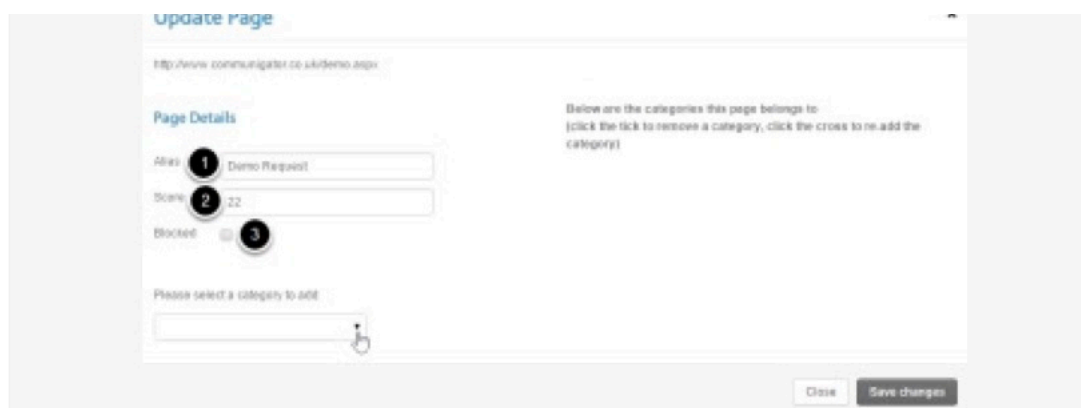 Update Page
http://www.communigator.co.uk/demo.aspx
Page Details
Below are the categories this page belongs to
(click the tick to remove a category, click the cross to re-add the
category)
Alias 1 Demo Request
Score 2 22
Blocked 3
Please select a category to add
Close Save changes